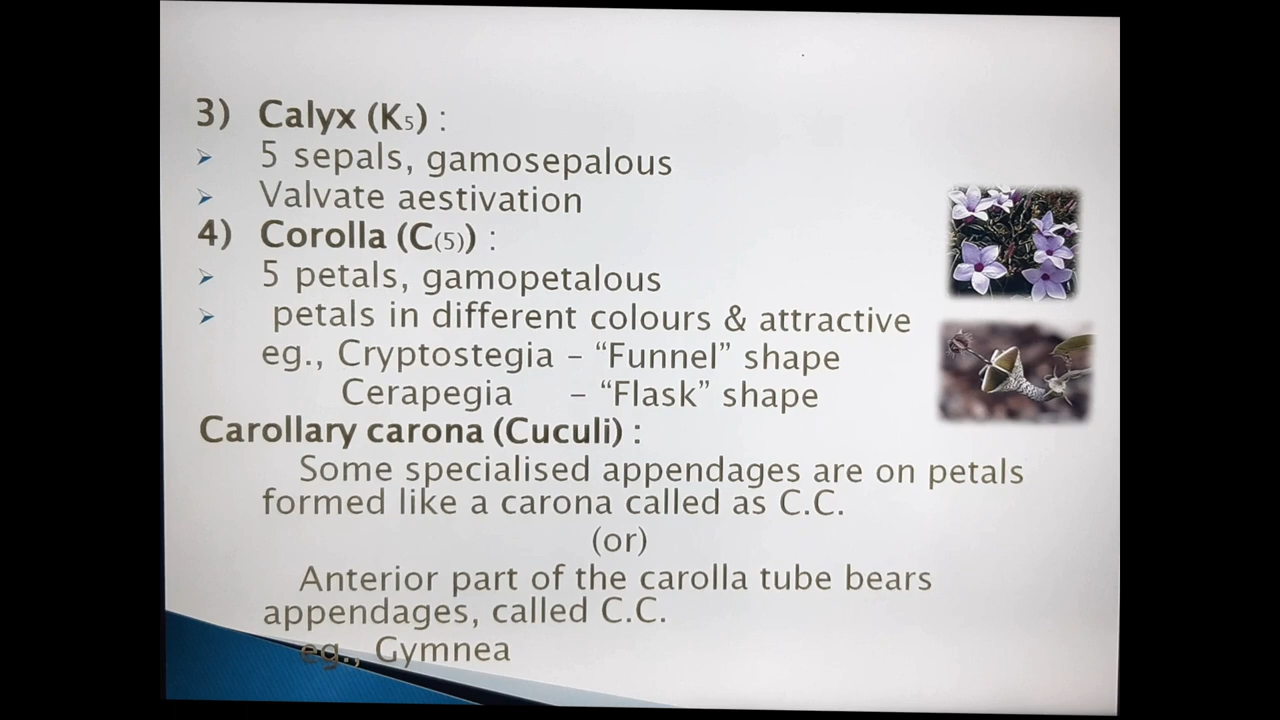 3) Calyx (K₅) :
➢ 5 sepals, gamosepalous
➢ Valvate aestivation
4) Corolla (C₍₅₎) :
➢ 5 petals, gamopetalous
➢ petals in different colours & attractive
eg., Cryptostegia – “Funnel” shape
Cerapegia – “Flask” shape
Carollary carona (Cuculi) :
Some specialised appendages are on petals
formed like a carona called as C.C.
(or)
Anterior part of the carolla tube bears
appendages, called C.C.
eg., Gymnea